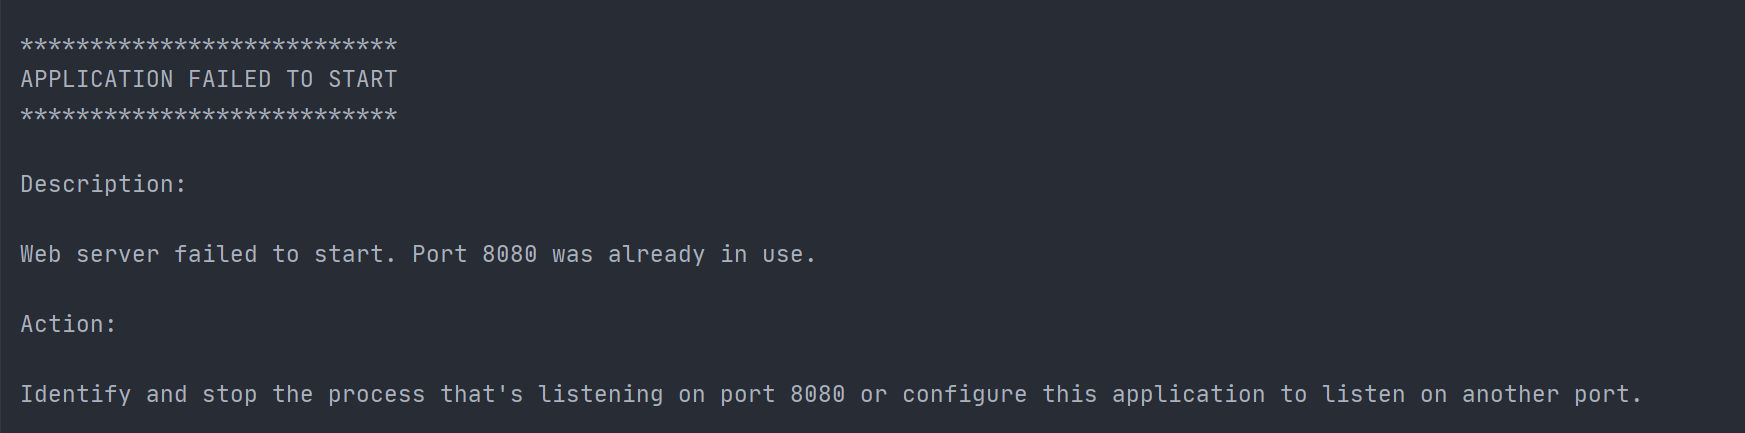 ***************************
APPLICATION FAILED TO START
***************************
Description:
Web server failed to start. Port 8080 was already in use.
Action:
Identify and stop the process that's listening on port 8080 or configure this application to listen on another port.